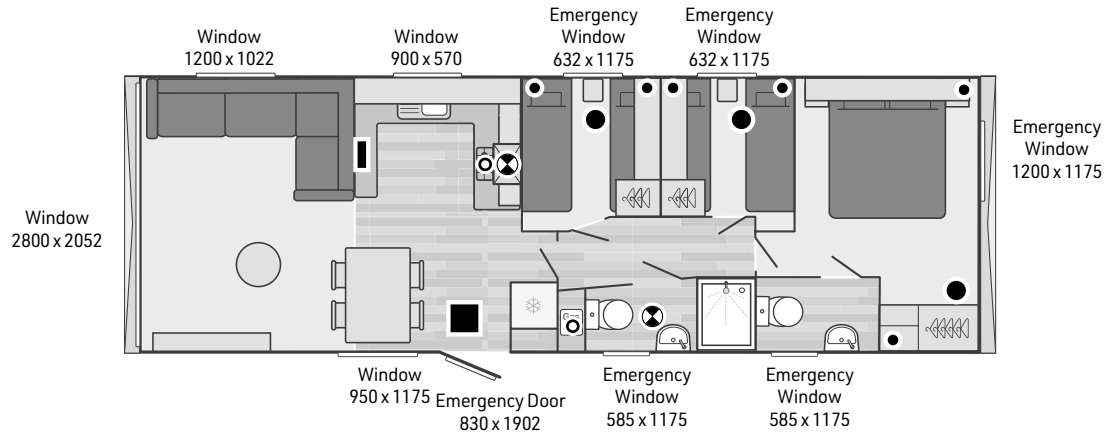 Window
1200 x 1022
Window
900 x 570
Emergency
Window
632 x 1175
Emergency
Window
632 x 1175
Emergency
Window
1200 x 1175
Window
2800 x 2052
Gas
Window
950 x 1175
Emergency Door
830 x 1902
Emergency
Window
585 x 1175
Emergency
Window
585 x 1175